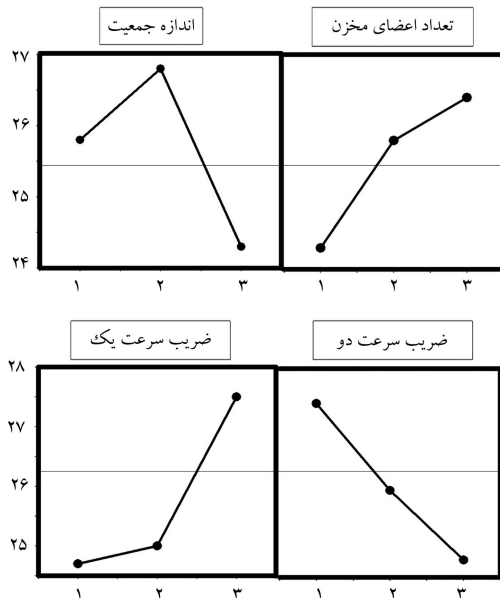 اندازه جمعیت
تعداد اعضای مخزن
۲۷
۲۶
۲۵
۲۴
۱ ۲ ۳
۱ ۲ ۳
ضریب سرعت یک
ضریب سرعت دو
۲۸
۲۷
۲۶
۲۵
۱ ۲ ۳
۱ ۲ ۳